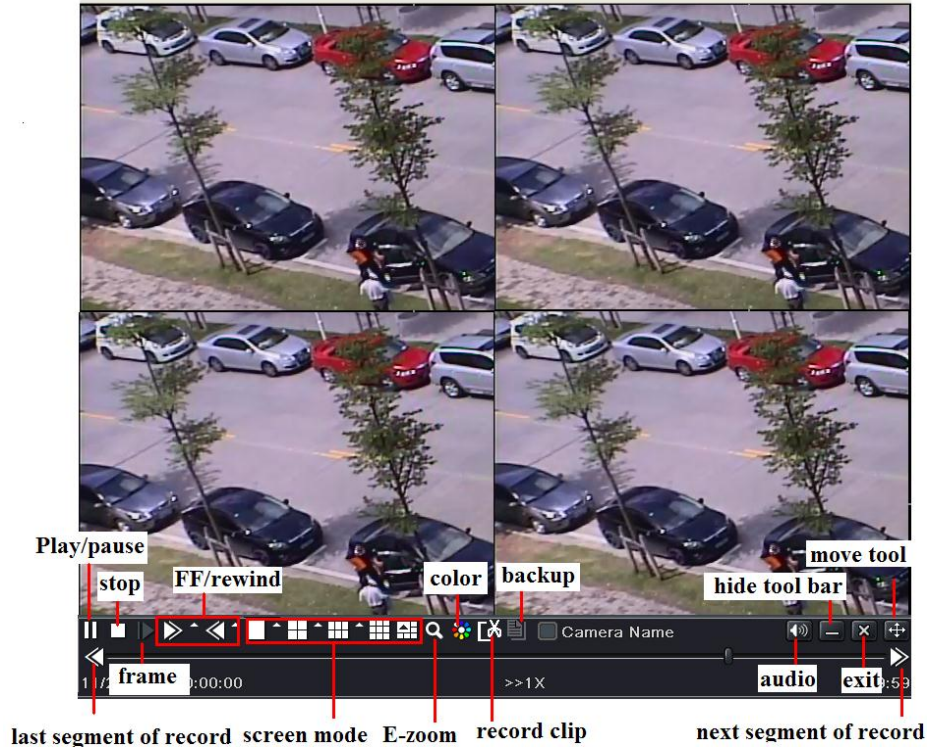 Play/pause
stop
FF/rewind
color
backup
move tool
hide tool bar
Camera Name
frame
audio
exit
0:00:00
>>1X
last segment of record
screen mode
E-zoom
record clip
next segment of record